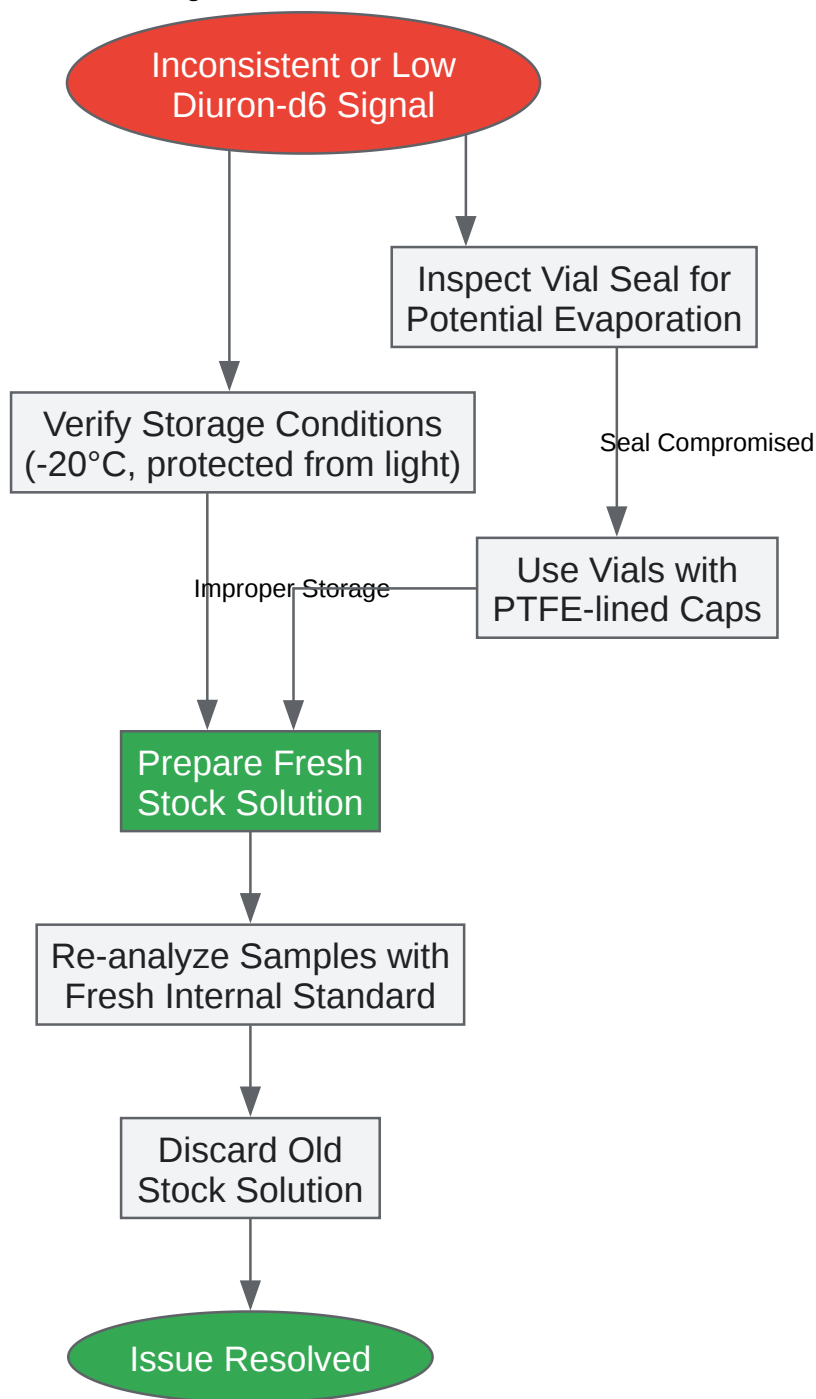 Inconsistent or Low
Diuron-d6 Signal
Inspect Vial Seal for
Potential Evaporation
Verify Storage Conditions
(-20°C, protected from light)
Seal Compromised
Use Vials with
PTFE-lined Caps
Improper Storage
Prepare Fresh
Stock Solution
Re-analyze Samples with
Fresh Internal Standard
Discard Old
Stock Solution
Issue Resolved